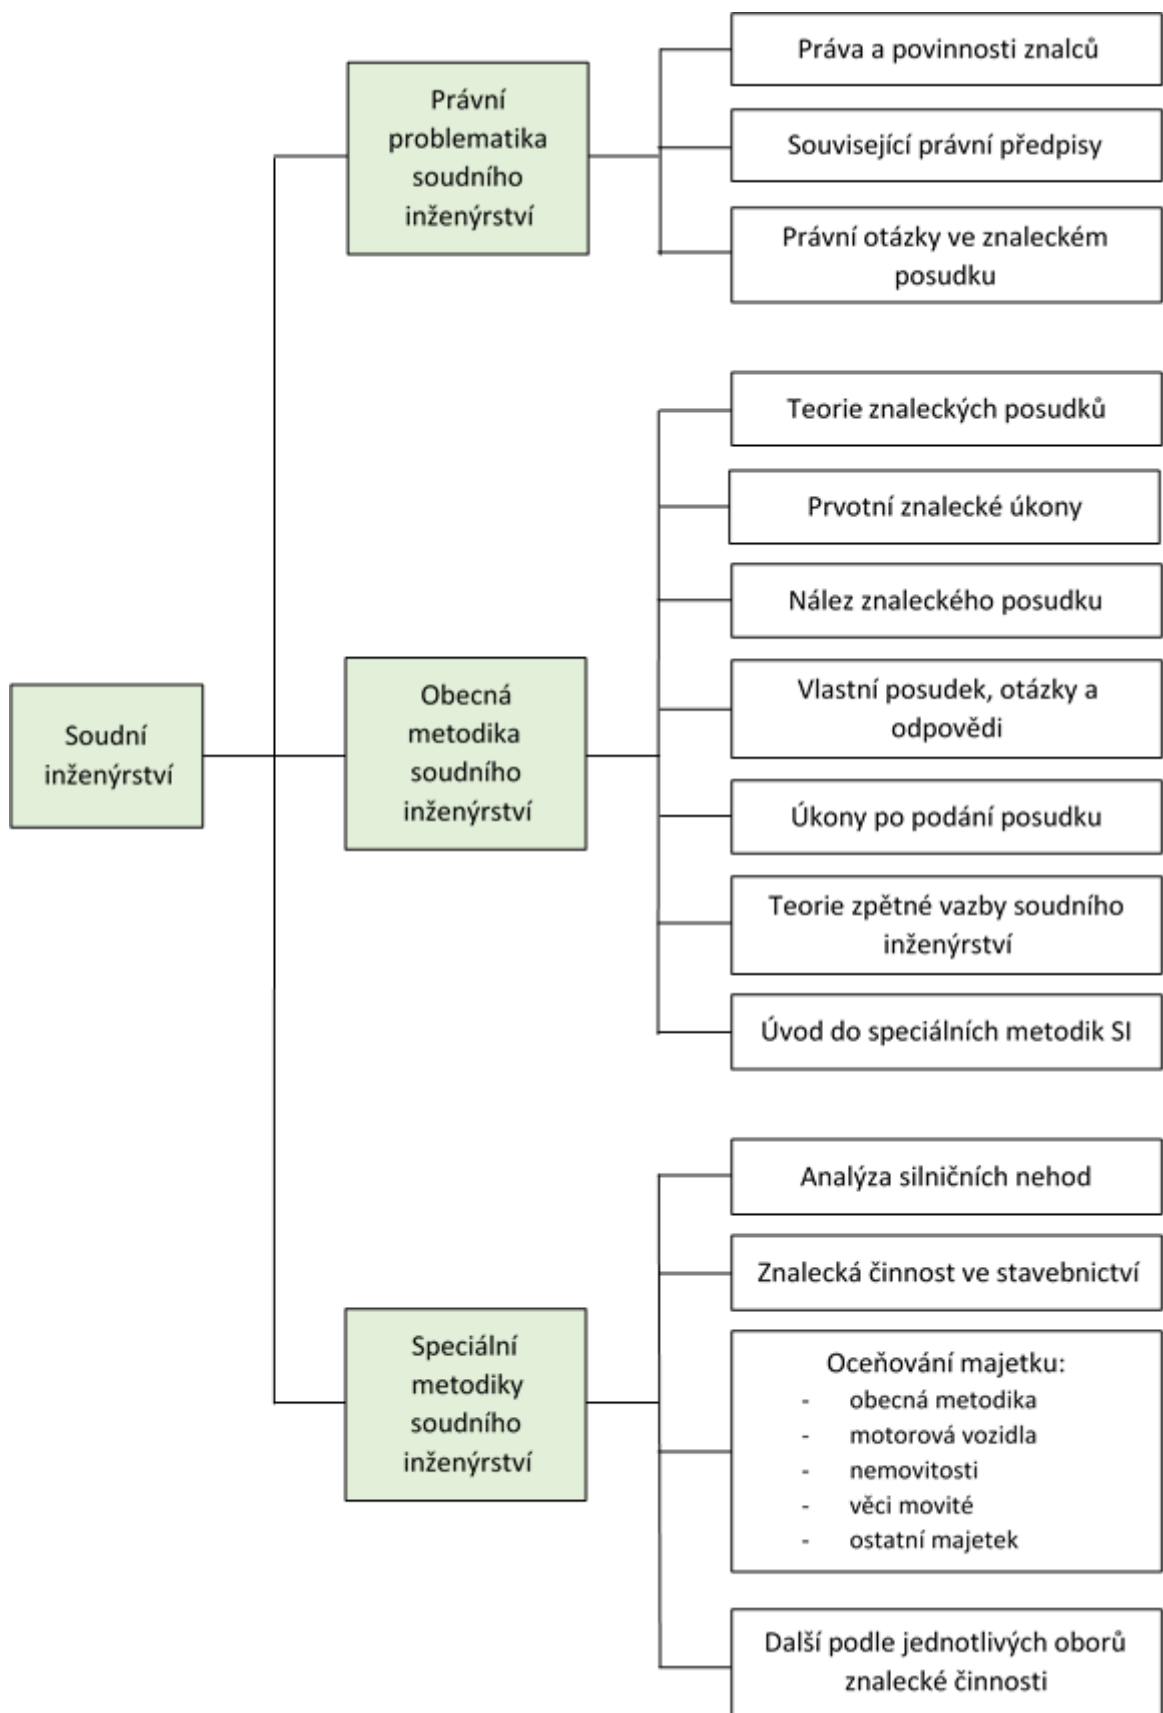 Soudní
inženýrství
Právní
problematika
soudního
inženýrství
Práva a povinnosti znalců
Související právní předpisy
Právní otázky ve znaleckém
posudku
Obecná
metodika
soudního
inženýrství
Teorie znaleckých posudků
Prvotní znalecké úkony
Nález znaleckého posudku
Vlastní posudek, otázky a
odpovědi
Úkony po podání posudku
Teorie zpětné vazby soudního
inženýrství
Úvod do speciálních metodik SI
Speciální
metodiky
soudního
inženýrství
Analýza silničních nehod
Znalecká činnost ve stavebnictví
Oceňování majetku:
- obecná metodika
- motorová vozidla
- nemovitosti
- věci movité
- ostatní majetek
Další podle jednotlivých oborů
znalecké činnosti